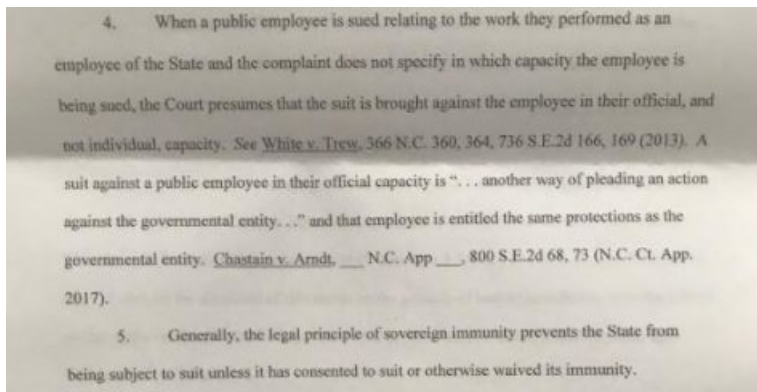 4. When a public employee is sued relating to the work they performed as an
employee of the State and the complaint does not specify in which capacity the employee is
being sued, the Court presumes that the suit is brought against the employee in their official, and
not individual, capacity. See White v. Trew, 366 N.C. 360, 364, 736 S.E.2d 166, 169 (2013). A
suit against a public employee in their official capacity is “. . . another way of pleading an action
against the governmental entity. . .” and that employee is entitled the same protections as the
governmental entity. Chastain v. Arndt, ___ N.C. App ___, 800 S.E.2d 68, 73 (N.C. Ct. App.
2017).
5. Generally, the legal principle of sovereign immunity prevents the State from
being subject to suit unless it has consented to suit or otherwise waived its immunity.